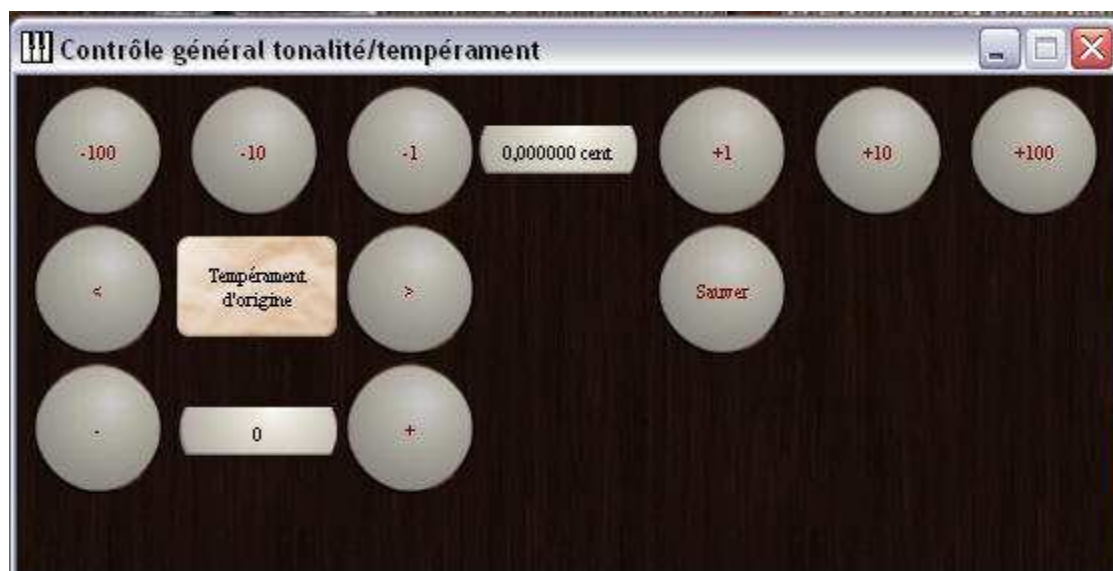 Contrôle général tonalité/tempérament
-100 -10 -1 0,000000 cent +1 +10 +100
< Tempérament > Sauver
d'origine
- 0 +